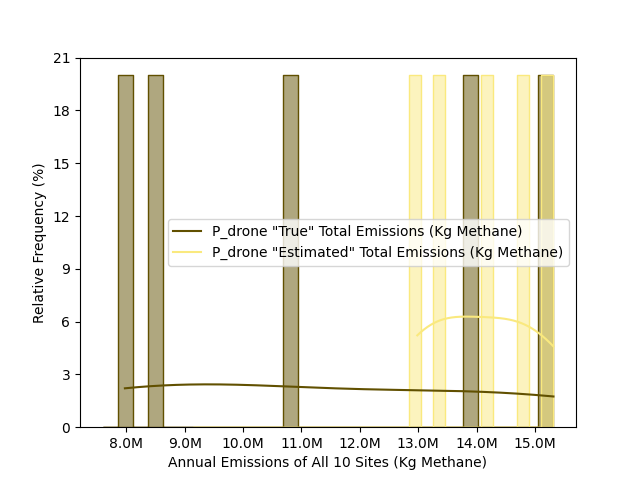 21
18
15
12
9
6
3
0
Relative Frequency (%)
P_drone "True" Total Emissions (Kg Methane)
P_drone "Estimated" Total Emissions (Kg Methane)
8.0M 9.0M 10.0M 11.0M 12.0M 13.0M 14.0M 15.0M
Annual Emissions of All 10 Sites (Kg Methane)